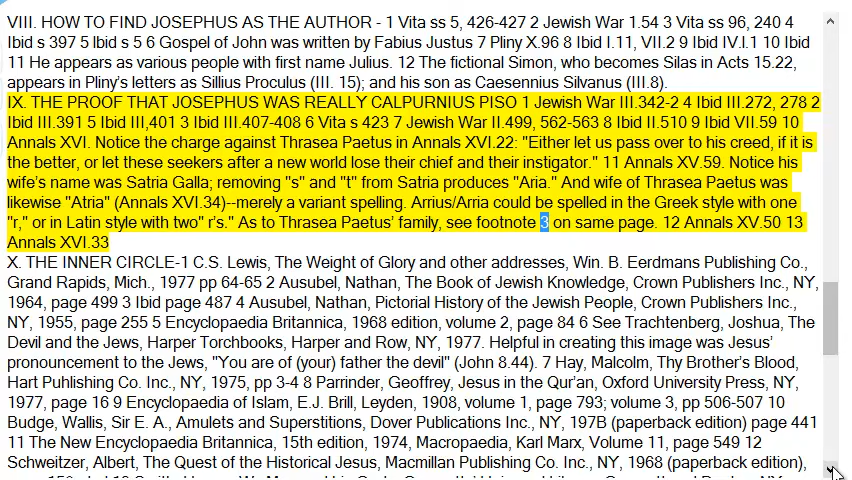 VIII. HOW TO FIND JOSEPHUS AS THE AUTHOR - 1 Vita ss 5, 426-427 2 Jewish War 1.54 3 Vita ss 96, 240 4
Ibid s 397 5 Ibid s 5 6 Gospel of John was written by Fabius Justus 7 Pliny X.96 8 Ibid I.11, VII.2 9 Ibid IV.I.1 10 Ibid
11 He appears as various people with first name Julius. 12 The fictional Simon, who becomes Silas in Acts 15.22,
appears in Pliny's letters as Sillius Proculus (III. 15); and his son as Caesennius Silvanus (III.8).
IX. THE PROOF THAT JOSEPHUS WAS REALLY CALPURNIUS PISO 1 Jewish War III.342-2 4 Ibid III.272, 278 2
Ibid III.391 5 Ibid III,401 3 Ibid III.407-408 6 Vita s 423 7 Jewish War II.499, 562-563 8 Ibid II.510 9 Ibid VII.59 10
Annals XVI. Notice the charge against Thrasea Paetus in Annals XVI.22: "Either let us pass over to his creed, if it is
the better, or let these seekers after a new world lose their chief and their instigator." 11 Annals XV.59. Notice his
wife's name was Satria Galla; removing "s" and "t" from Satria produces "Aria." And wife of Thrasea Paetus was
likewise "Atria" (Annals XVI.34)--merely a variant spelling. Arrius/Arria could be spelled in the Greek style with one
"r," or in Latin style with two" r's." As to Thrasea Paetus' family, see footnote 3 on same page. 12 Annals XV.50 13
Annals XVI.33
X. THE INNER CIRCLE-1 C.S. Lewis, The Weight of Glory and other addresses, Win. B. Eerdmans Publishing Co.,
Grand Rapids, Mich., 1977 pp 64-65 2 Ausubel, Nathan, The Book of Jewish Knowledge, Crown Publishers Inc., NY,
1964, page 499 3 Ibid page 487 4 Ausubel, Nathan, Pictorial History of the Jewish People, Crown Publishers Inc.,
NY, 1955, page 255 5 Encyclopaedia Britannica, 1968 edition, volume 2, page 84 6 See Trachtenberg, Joshua, The
Devil and the Jews, Harper Torchbooks, Harper and Row, NY, 1977. Helpful in creating this image was Jesus'
pronouncement to the Jews, "You are of (your) father the devil" (John 8.44). 7 Hay, Malcolm, Thy Brother's Blood,
Hart Publishing Co. Inc., NY, 1975, pp 3-4 8 Parrinder, Geoffrey, Jesus in the Qur'an, Oxford University Press, NY,
1977, page 16 9 Encyclopaedia of Islam, E.J. Brill, Leyden, 1908, volume 1, page 793; volume 3, pp 506-507 10
Budge, Wallis, Sir E. A., Amulets and Superstitions, Dover Publications Inc., NY, 197B (paperback edition) page 441
11 The New Encyclopaedia Britannica, 15th edition, 1974, Macropaedia, Karl Marx, Volume 11, page 549 12
Schweitzer, Albert, The Quest of the Historical Jesus, Macmillan Publishing Co. Inc., NY, 1968 (paperback edition),